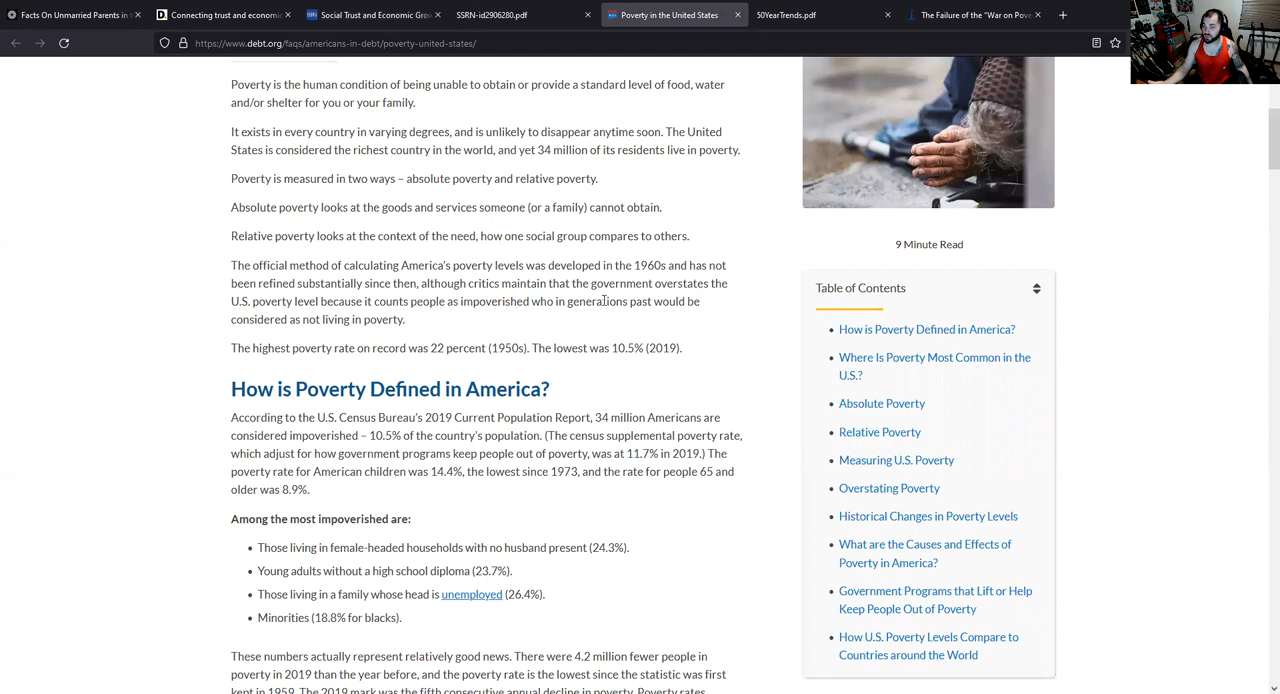 Facts On Unmarried Parents in t
Connecting trust and economic
Social Trust and Economic Grow
SSRN-id2906280.pdf
Poverty in the United States
50YearTrends.pdf
The Failure of the "War on Pove
https://www.debt.org/faqs/americans-in-debt/poverty-united-states/
Poverty is the human condition of being unable to obtain or provide a standard level of food, water
and/or shelter for you or your family.
It exists in every country in varying degrees, and is unlikely to disappear anytime soon. The United
States is considered the richest country in the world, and yet 34 million of its residents live in poverty.
Poverty is measured in two ways – absolute poverty and relative poverty.
Absolute poverty looks at the goods and services someone (or a family) cannot obtain.
Relative poverty looks at the context of the need, how one social group compares to others.
The official method of calculating America's poverty levels was developed in the 1960s and has not
been refined substantially since then, although critics maintain that the government overstates the
U.S. poverty level because it counts people as impoverished who in generations past would be
considered as not living in poverty.
The highest poverty rate on record was 22 percent (1950s). The lowest was 10.5% (2019).
How is Poverty Defined in America?
According to the U.S. Census Bureau's 2019 Current Population Report, 34 million Americans are
considered impoverished – 10.5% of the country's population. (The census supplemental poverty rate,
which adjust for how government programs keep people out of poverty, was at 11.7% in 2019.) The
poverty rate for American children was 14.4%, the lowest since 1973, and the rate for people 65 and
older was 8.9%.
Among the most impoverished are:
• Those living in female-headed households with no husband present (24.3%).
• Young adults without a high school diploma (23.7%).
• Those living in a family whose head is unemployed (26.4%).
• Minorities (18.8% for blacks).
These numbers actually represent relatively good news. There were 4.2 million fewer people in
poverty in 2019 than the year before, and the poverty rate is the lowest since the statistic was first
kept in 1959. The 2019 mark was the fifth consecutive annual decline in poverty. Poverty rates
9 Minute Read
Table of Contents
• How is Poverty Defined in America?
• Where Is Poverty Most Common in the
U.S.?
• Absolute Poverty
• Relative Poverty
• Measuring U.S. Poverty
• Overstating Poverty
• Historical Changes in Poverty Levels
• What are the Causes and Effects of
Poverty in America?
• Government Programs that Lift or Help
Keep People Out of Poverty
• How U.S. Poverty Levels Compare to
Countries around the World